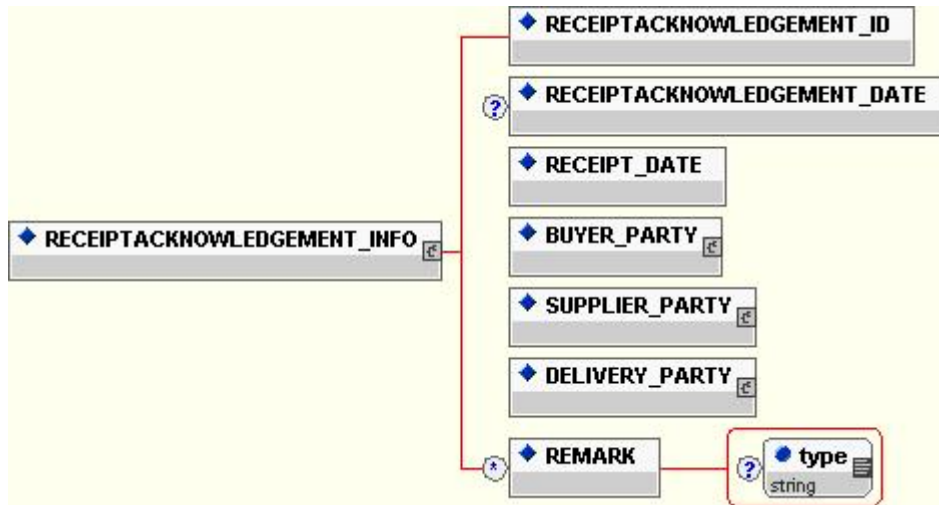 RECEIPTACKNOWLEDGEMENT_ID
?
RECEIPTACKNOWLEDGEMENT_DATE
RECEIPT_DATE
RECEIPTACKNOWLEDGEMENT_INFO
BUYER_PARTY
SUPPLIER_PARTY
DELIVERY_PARTY
*
REMARK
?
type
string